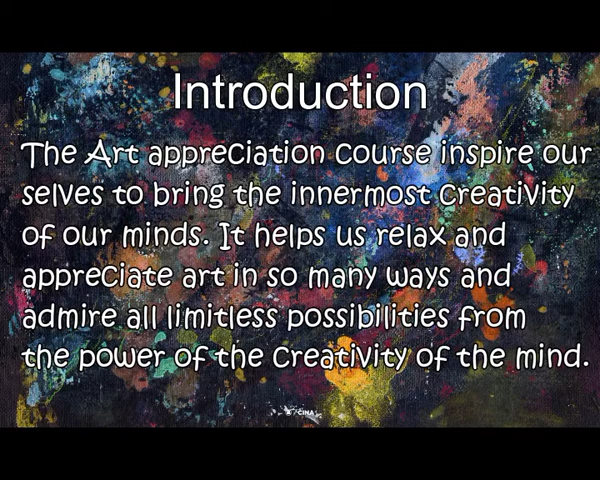 Introduction
The Art appreciation course inspire our
selves to bring the innermost creativity
of our minds. It helps us relax and
appreciate art in so many ways and
admire all limitless possibilities from
the power of the creativity of the mind.